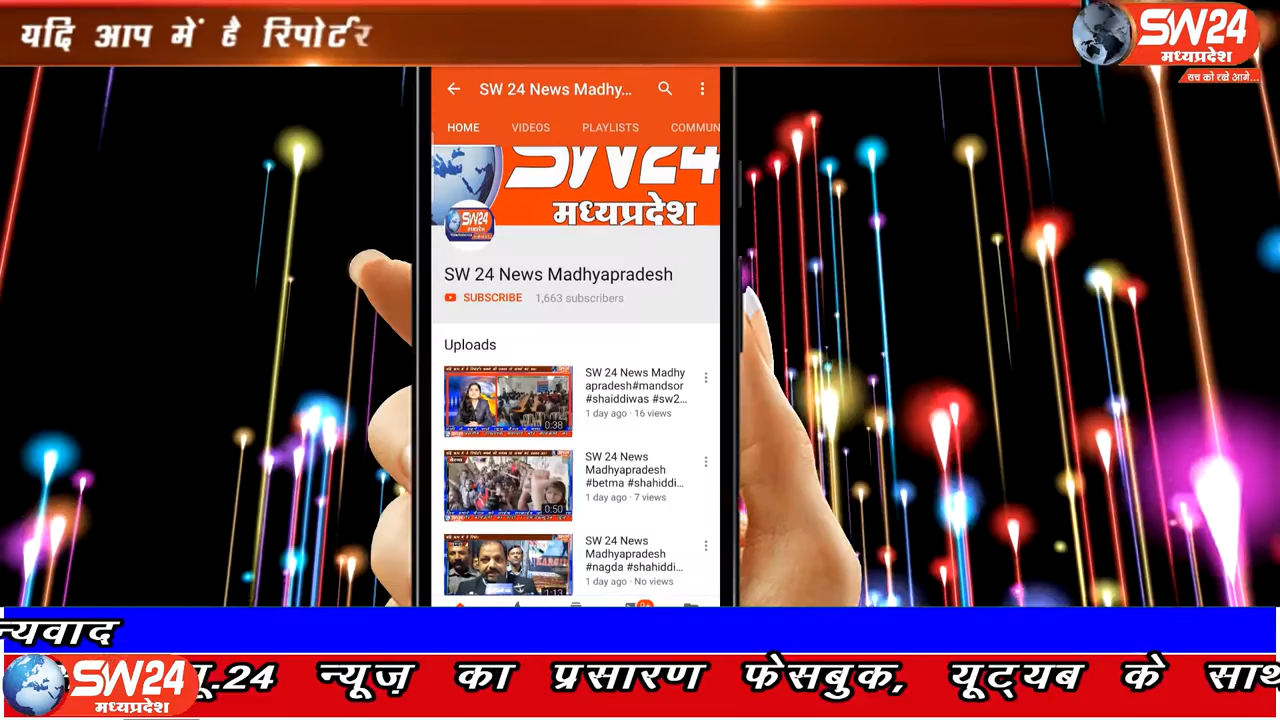 यदि आप में है रिपोर्टर
SW24
मध्यप्रदेश
सच को रखे आगे...
SW 24 News Madhy...
HOME VIDEOS PLAYLISTS COMMUN
SW24
मध्यप्रदेश
SW24
SW 24 News Madhyapradesh
SUBSCRIBE 1,663 subscribers
Uploads
SW 24 News Madhy
apradesh#mandsor
#shaiddiwas #sw2...
1 day ago · 16 views
0:38
SW 24 News
Madhyapradesh
#betma #shahiddi...
1 day ago · 7 views
0:50
SW 24 News
Madhyapradesh
#nagda #shahiddi...
1 day ago · No views
1:13
न्यवाद
यू.24 न्यूज़ का प्रसारण फेसबुक, यूट्यब के साथ
SW24
मध्यप्रदेश